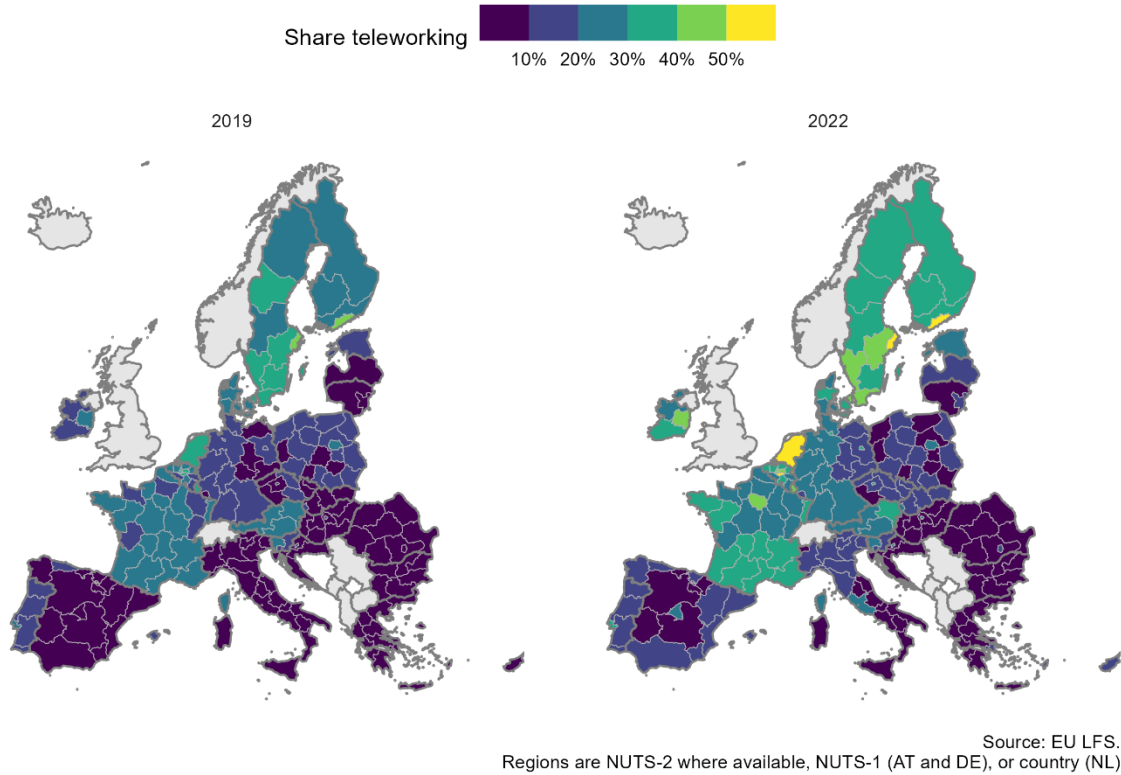 Share teleworking
10% 20% 30% 40% 50%
2019
2022
Source: EU LFS.
Regions are NUTS-2 where available, NUTS-1 (AT and DE), or country (NL)